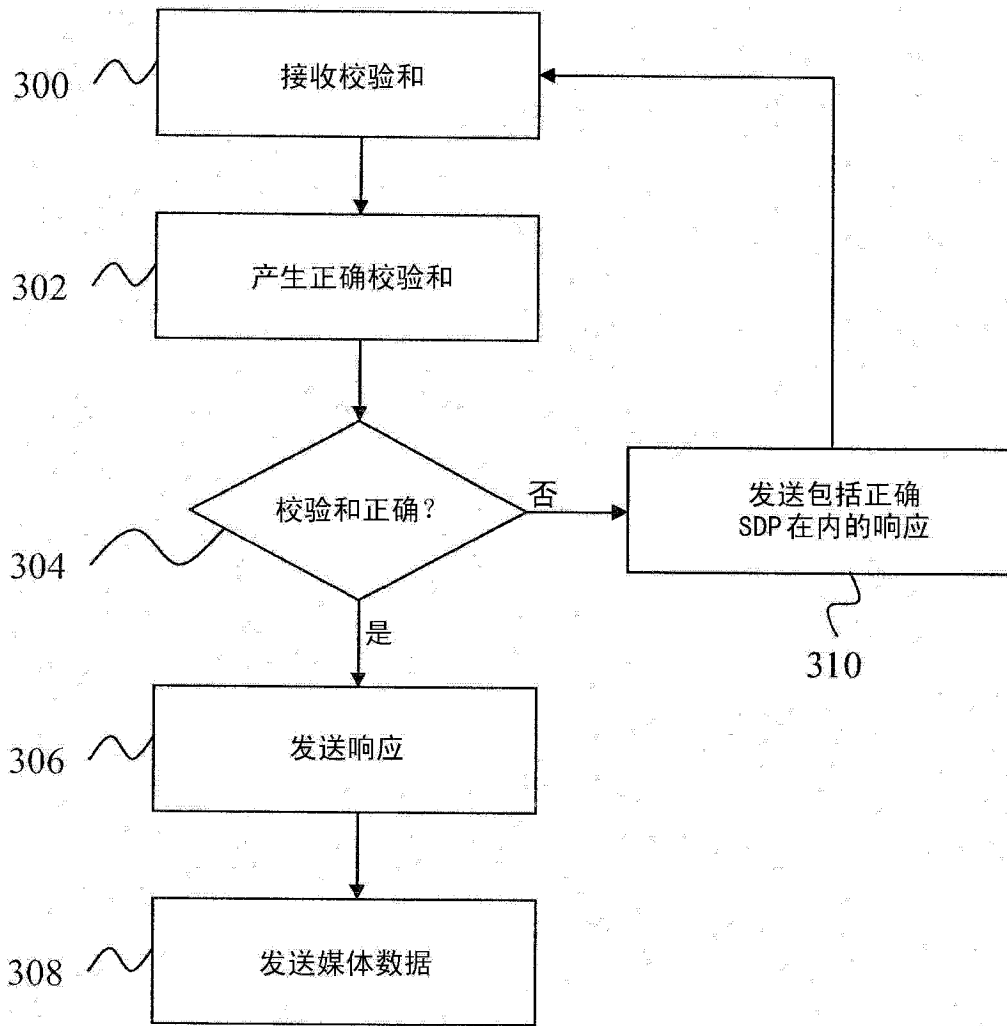 300
接收校验和
302
产生正确校验和
304
校验和正确？
否
发送包括正确
SDP在内的响应
310
是
306
发送响应
308
发送媒体数据